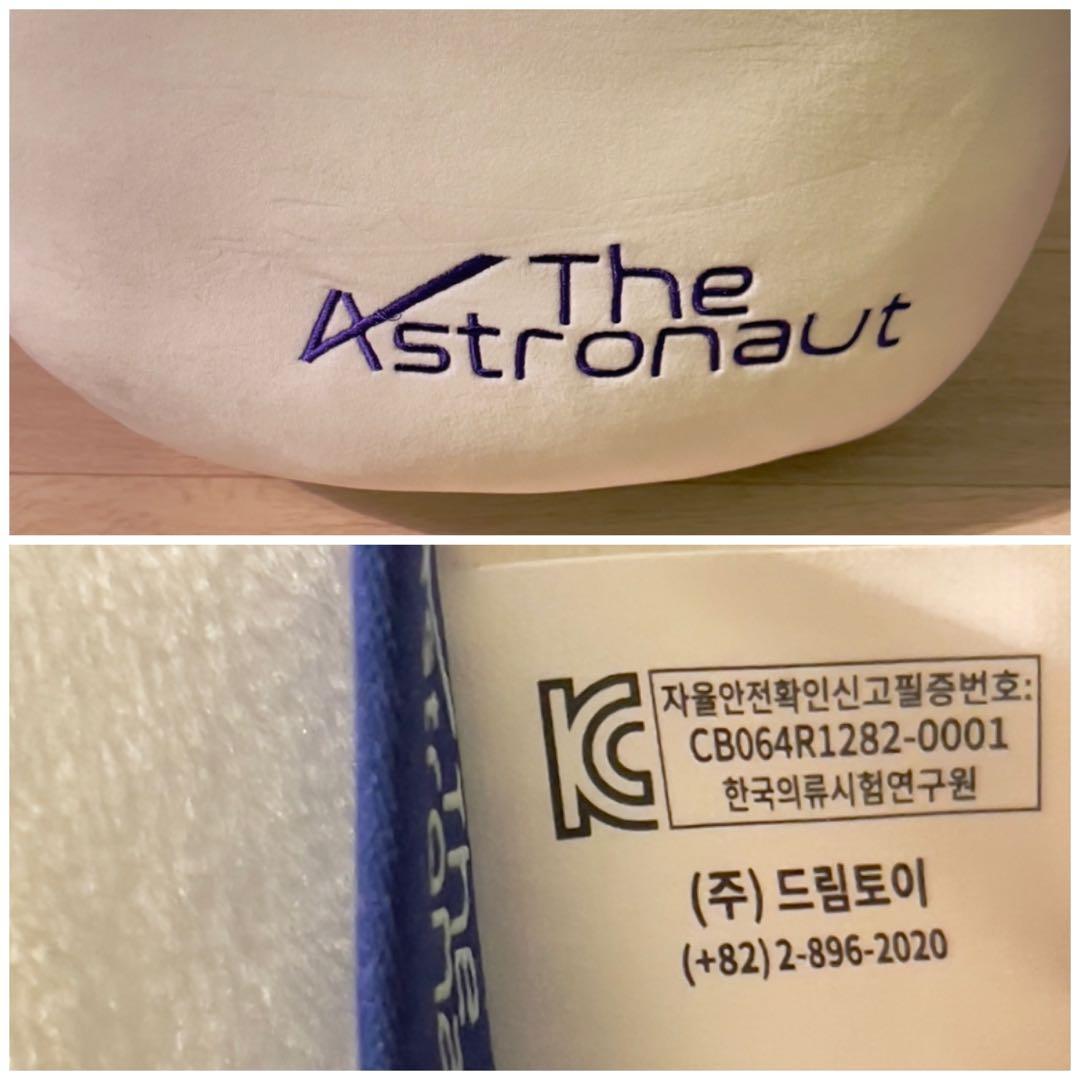 The
Astronaut
KC
자율안전확인신고필증번호:
CB064R1282-0001
한국의류시험연구원
(주) 드림토이
(+82) 2-896-2020
The